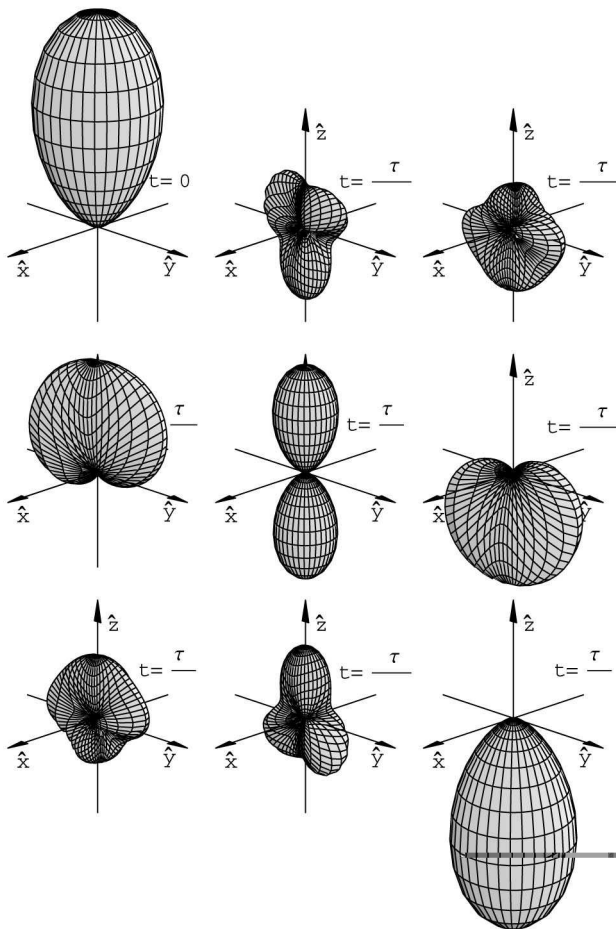 t= 0
x̂ ŷ
ẑ
t= τ
x̂ ŷ
ẑ
t= τ
x̂ ŷ
τ
x̂ ŷ
t= τ
x̂ ŷ
ẑ
t= τ
x̂ ŷ
ẑ
t= τ
x̂ ŷ
ẑ
t= τ
x̂ ŷ
ẑ
t= τ
x̂ ŷ